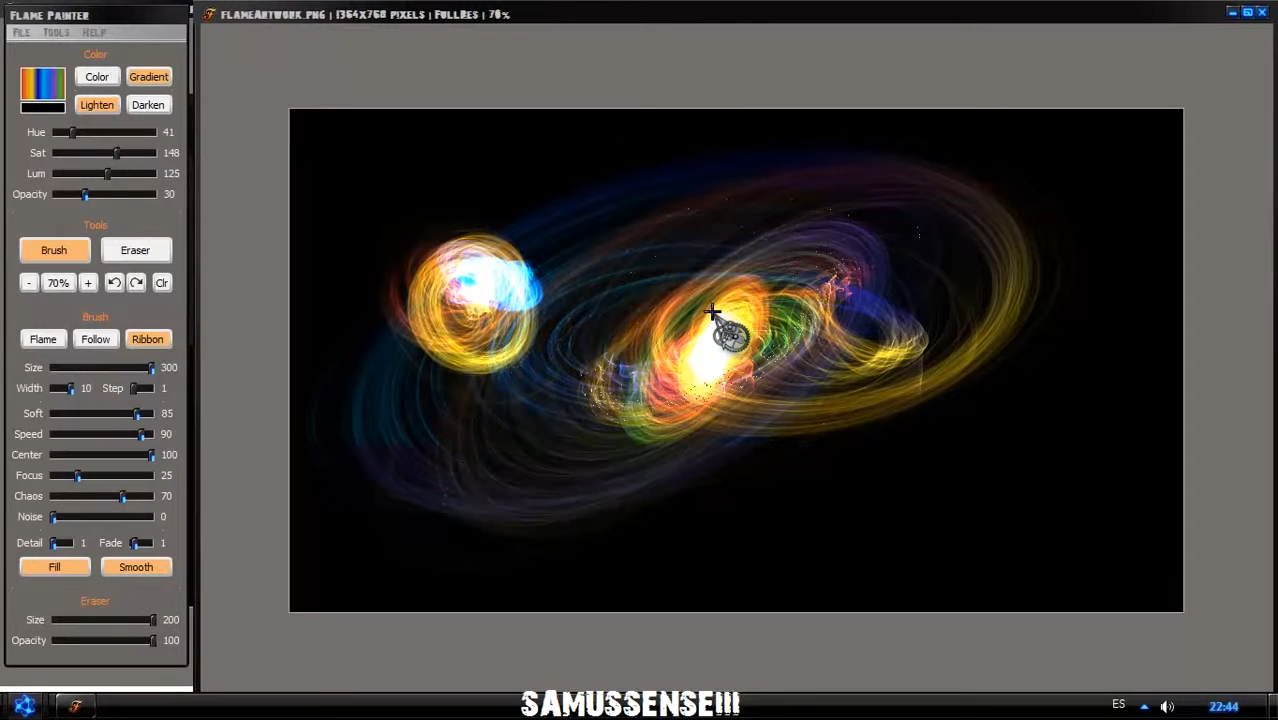 Flame Painter
File Tools Help
FlameArtwork.png | 1364x768 pixels | FullRes | 70%
Color
Color Gradient
Lighten Darken
Hue 41
Sat 148
Lum 125
Opacity 30
Tools
Brush Eraser
- 70% + Clr
Brush
Flame Follow Ribbon
Size 300
Width 10 Step 1
Soft 85
Speed 90
Center 100
Focus 25
Chaos 70
Noise 0
Detail 1 Fade 1
Fill Smooth
Eraser
Size 200
Opacity 100
SAMUSSENSE!!!
ES 22:44